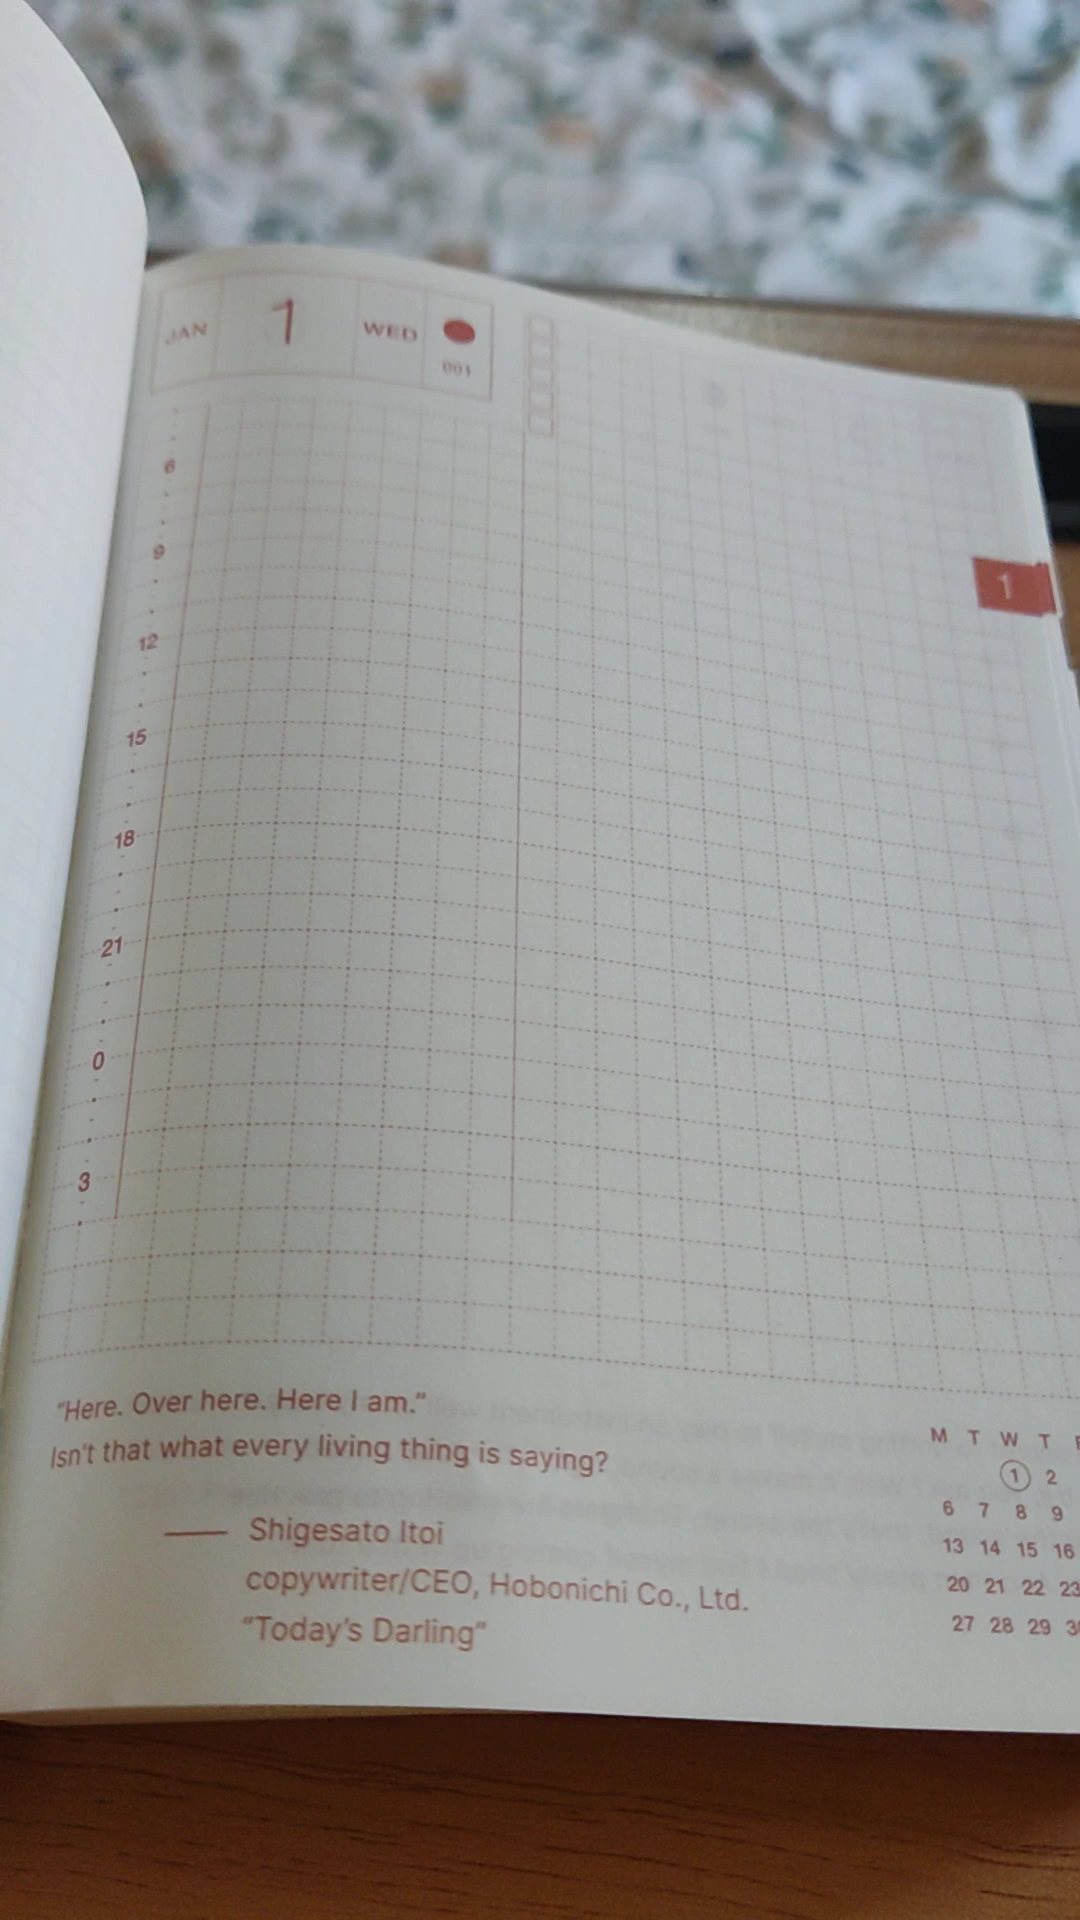 JAN 1 WED
001
6
9
1
12
15
18
21
0
3
"Here. Over here. Here I am."
Isn't that what every living thing is saying?
—— Shigesato Itoi
copywriter/CEO, Hobonichi Co., Ltd.
"Today's Darling"
M T W T
1 2
6 7 8 9
13 14 15 16
20 21 22 23
27 28 29